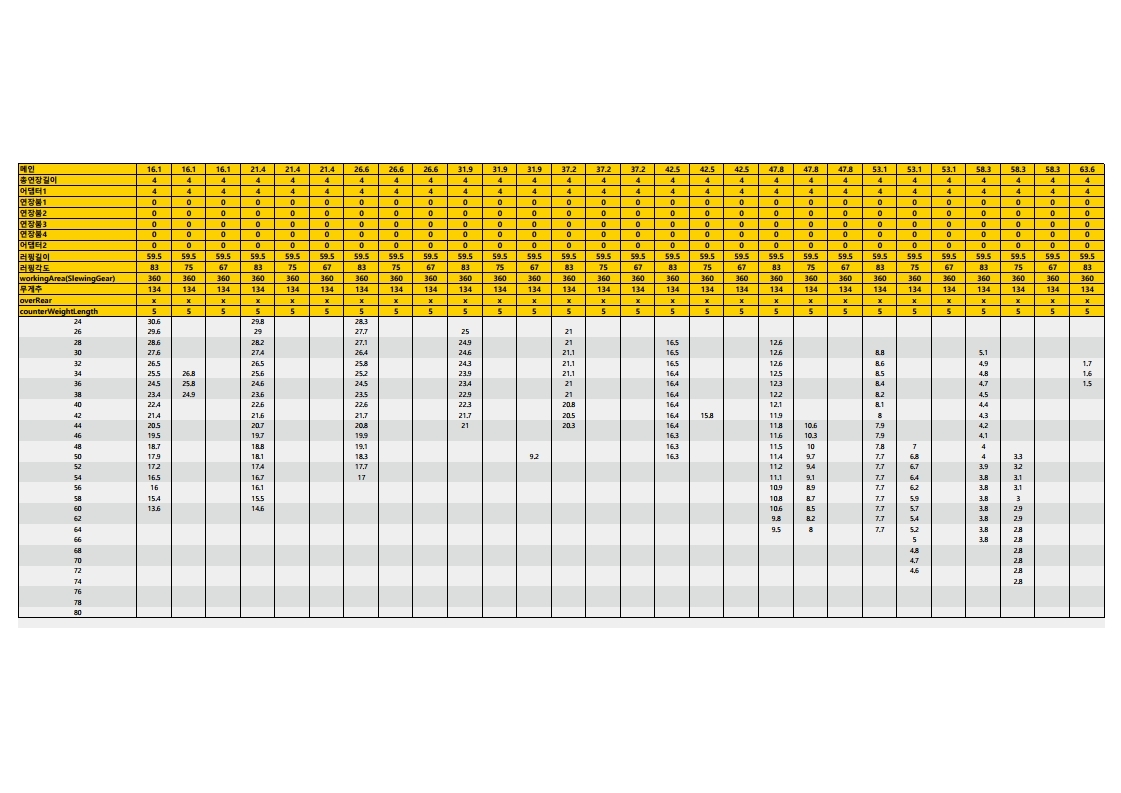 메인 16.1 16.1 16.1 21.4 21.4 21.4 26.6 26.6 26.6 31.9 31.9 31.9 37.2 37.2 37.2 42.5 42.5 42.5 47.8 47.8 47.8 53.1 53.1 53.1 58.3 58.3 58.3 63.6
총연장길이 4 4 4 4 4 4 4 4 4 4 4 4 4 4 4 4 4 4 4 4 4 4 4 4 4 4 4 4
어댑터1 4 4 4 4 4 4 4 4 4 4 4 4 4 4 4 4 4 4 4 4 4 4 4 4 4 4 4 4
연장붐1 0 0 0 0 0 0 0 0 0 0 0 0 0 0 0 0 0 0 0 0 0 0 0 0 0 0 0 0
연장붐2 0 0 0 0 0 0 0 0 0 0 0 0 0 0 0 0 0 0 0 0 0 0 0 0 0 0 0 0
연장붐3 0 0 0 0 0 0 0 0 0 0 0 0 0 0 0 0 0 0 0 0 0 0 0 0 0 0 0 0
연장붐4 0 0 0 0 0 0 0 0 0 0 0 0 0 0 0 0 0 0 0 0 0 0 0 0 0 0 0 0
어댑터2 0 0 0 0 0 0 0 0 0 0 0 0 0 0 0 0 0 0 0 0 0 0 0 0 0 0 0 0
러핑길이 59.5 59.5 59.5 59.5 59.5 59.5 59.5 59.5 59.5 59.5 59.5 59.5 59.5 59.5 59.5 59.5 59.5 59.5 59.5 59.5 59.5 59.5 59.5 59.5 59.5 59.5 59.5 59.5
러핑각도 83 75 67 83 75 67 83 75 67 83 75 67 83 75 67 83 75 67 83 75 67 83 75 67 83 75 67 83
workingArea(SlewingGear) 360 360 360 360 360 360 360 360 360 360 360 360 360 360 360 360 360 360 360 360 360 360 360 360 360 360 360 360
무게추 134 134 134 134 134 134 134 134 134 134 134 134 134 134 134 134 134 134 134 134 134 134 134 134 134 134 134 134
overRear x x x x x x x x x x x x x x x x x x x x x x x x x x x x
counterWeightLength 5 5 5 5 5 5 5 5 5 5 5 5 5 5 5 5 5 5 5 5 5 5 5 5 5 5 5 5
24 30.6 29.8 28.3
26 29.6 29 27.7 25 21
28 28.6 28.2 27.1 24.9 21 16.5 12.6
30 27.6 27.4 26.4 24.6 21.1 16.5 12.6 8.8 5.1
32 26.5 26.5 25.8 24.3 21.1 16.5 12.6 8.6 4.9 1.7
34 25.5 26.8 25.6 25.2 23.9 21.1 16.4 12.5 8.5 4.8 1.6
36 24.5 25.8 24.6 24.5 23.4 21 16.4 12.3 8.4 4.7 1.5
38 23.4 24.9 23.6 23.5 22.9 21 16.4 12.2 8.2 4.5
40 22.4 22.6 22.6 22.3 20.8 16.4 12.1 8.1 4.4
42 21.4 21.6 21.7 21.7 20.5 16.4 15.8 11.9 8 4.3
44 20.5 20.7 20.8 21 20.3 16.4 11.8 10.6 7.9 4.2
46 19.5 19.7 19.9 16.3 11.6 10.3 7.9 4.1
48 18.7 18.8 19.1 16.3 11.5 10 7.8 7 4
50 17.9 18.1 18.3 9.2 16.3 11.4 9.7 7.7 6.8 4 3.3
52 17.2 17.4 17.7 11.2 9.4 7.7 6.7 3.9 3.2
54 16.5 16.7 17 11.1 9.1 7.7 6.4 3.8 3.1
56 16 16.1 10.9 8.9 7.7 6.2 3.8 3.1
58 15.4 15.5 10.8 8.7 7.7 5.9 3.8 3
60 13.6 14.6 10.6 8.5 7.7 5.7 3.8 2.9
62 9.8 8.2 7.7 5.4 3.8 2.9
64 9.5 8 7.7 5.2 3.8 2.8
66 5 3.8 2.8
68 4.8 2.8
70 4.7 2.8
72 4.6 2.8
74 2.8
76
78
80